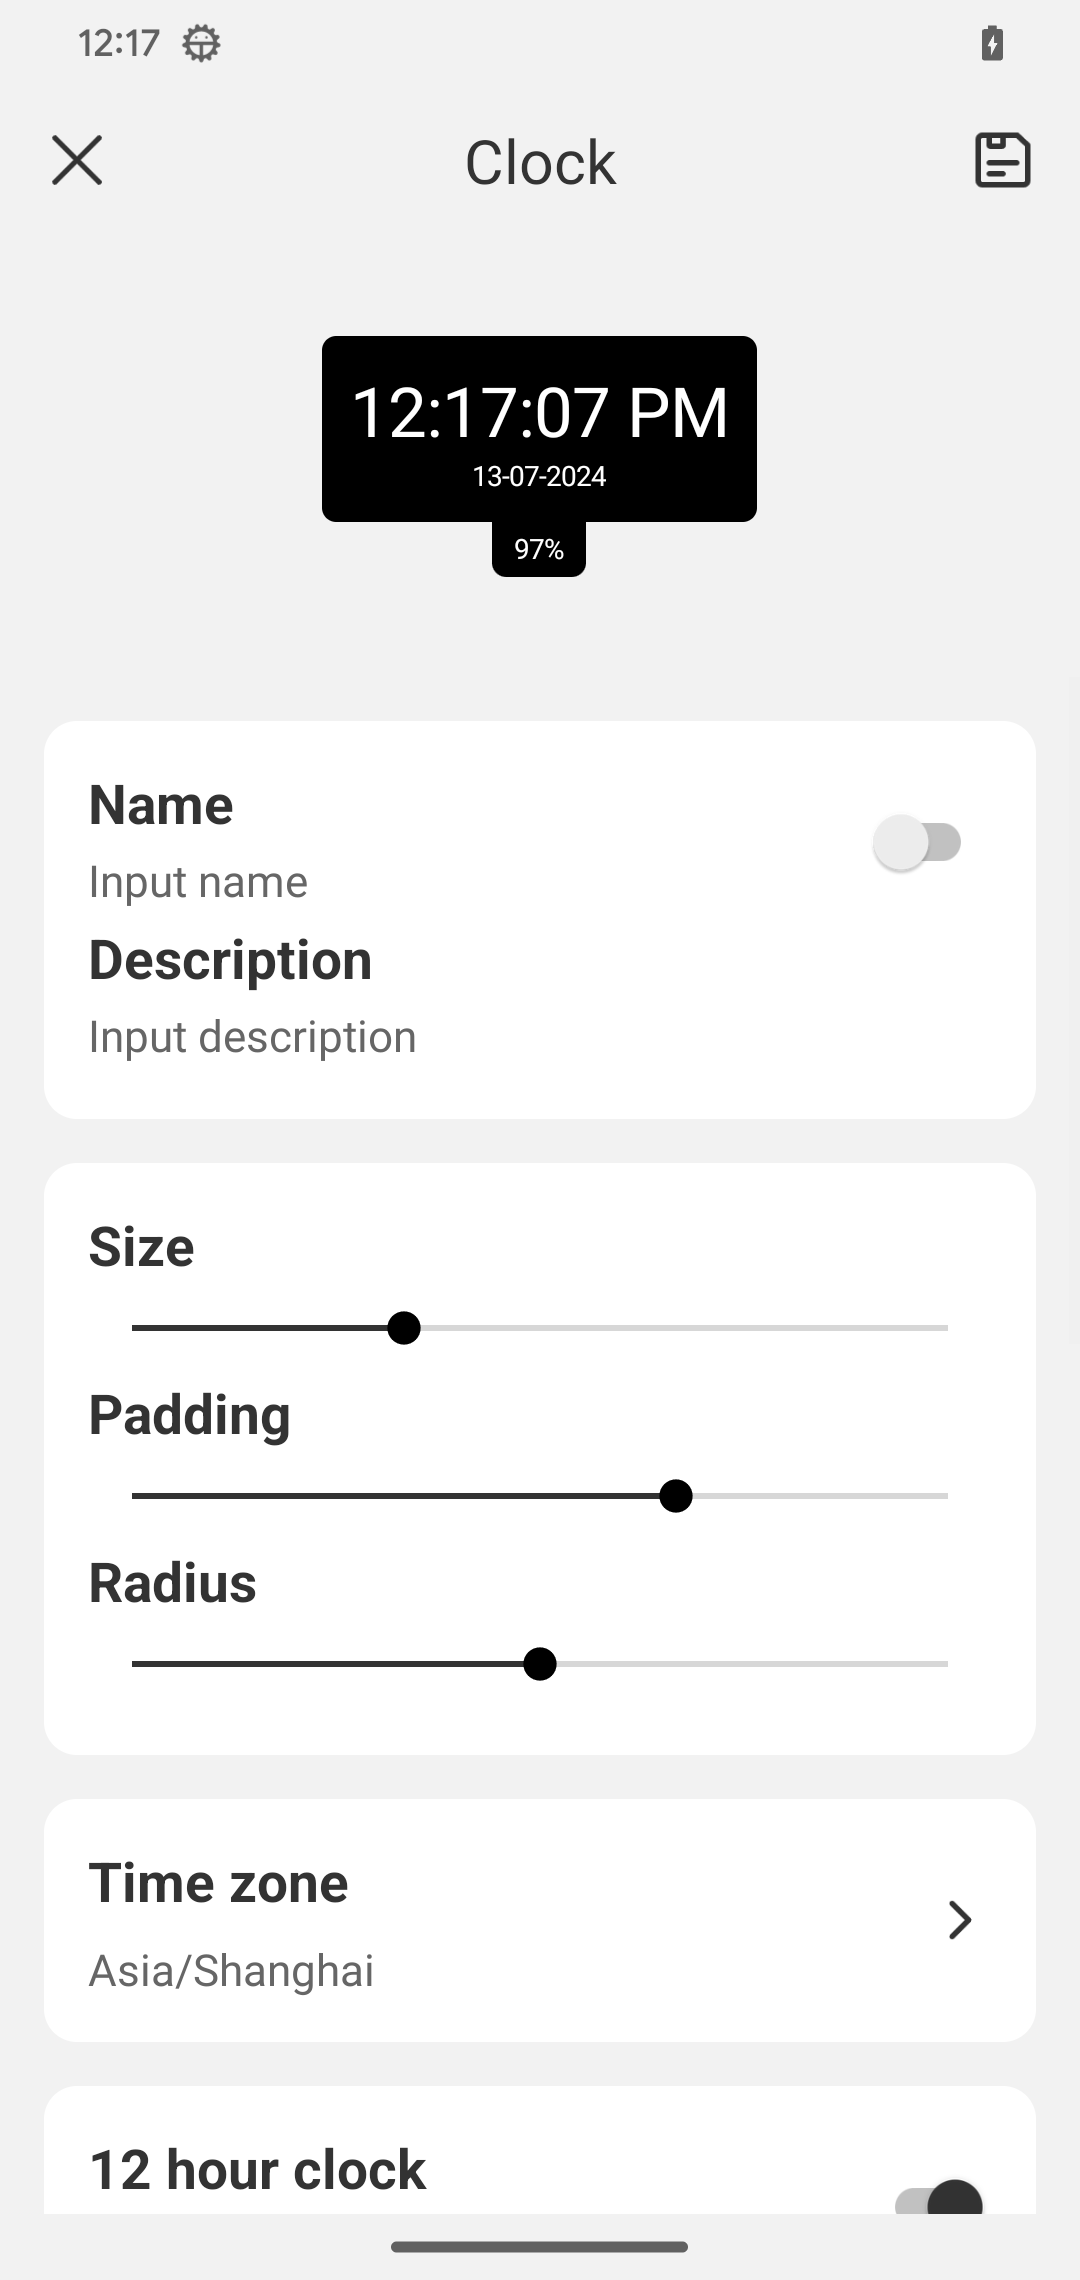 12:17
Clock
12:17:07 PM
13-07-2024
97%
Name
Input name
Description
Input description
Size
Padding
Radius
Time zone
Asia/Shanghai
12 hour clock